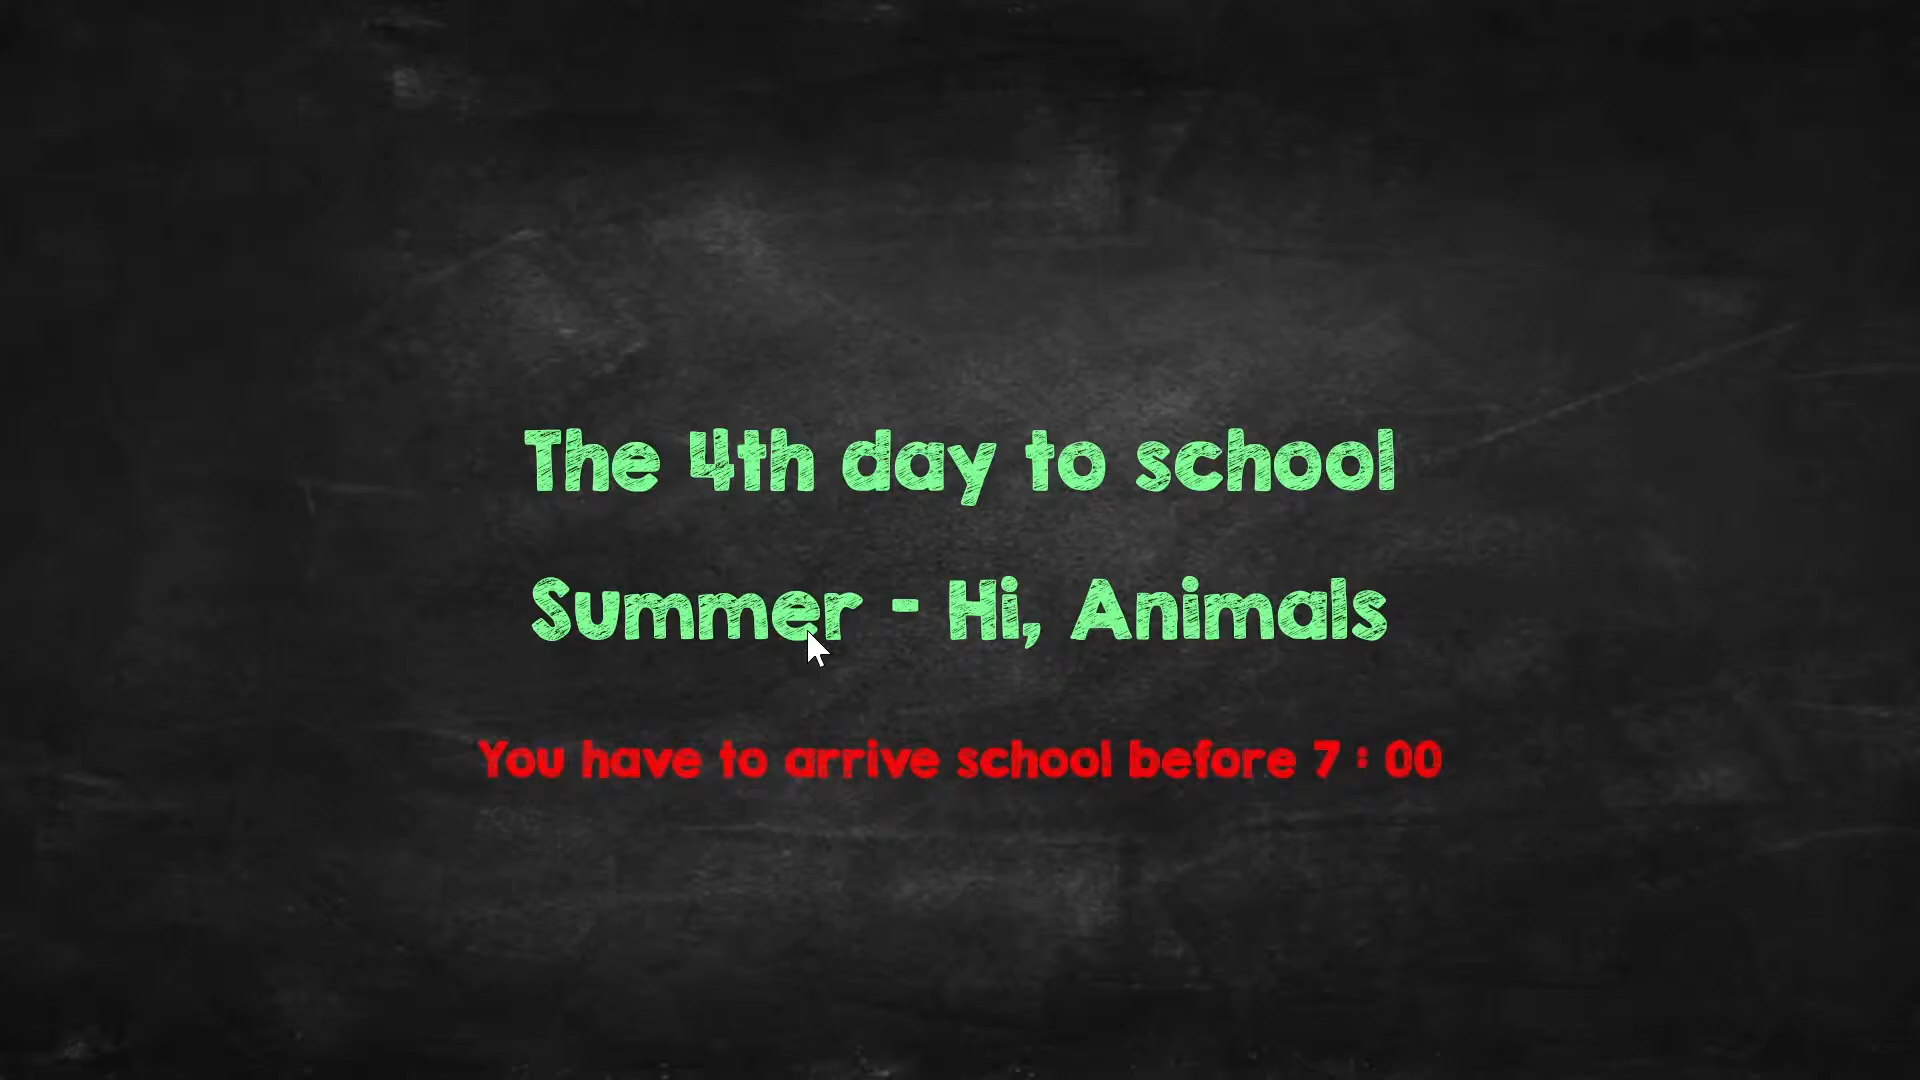 The 4th day to school
Summer - Hi, Animals
You have to arrive school before 7 : 00